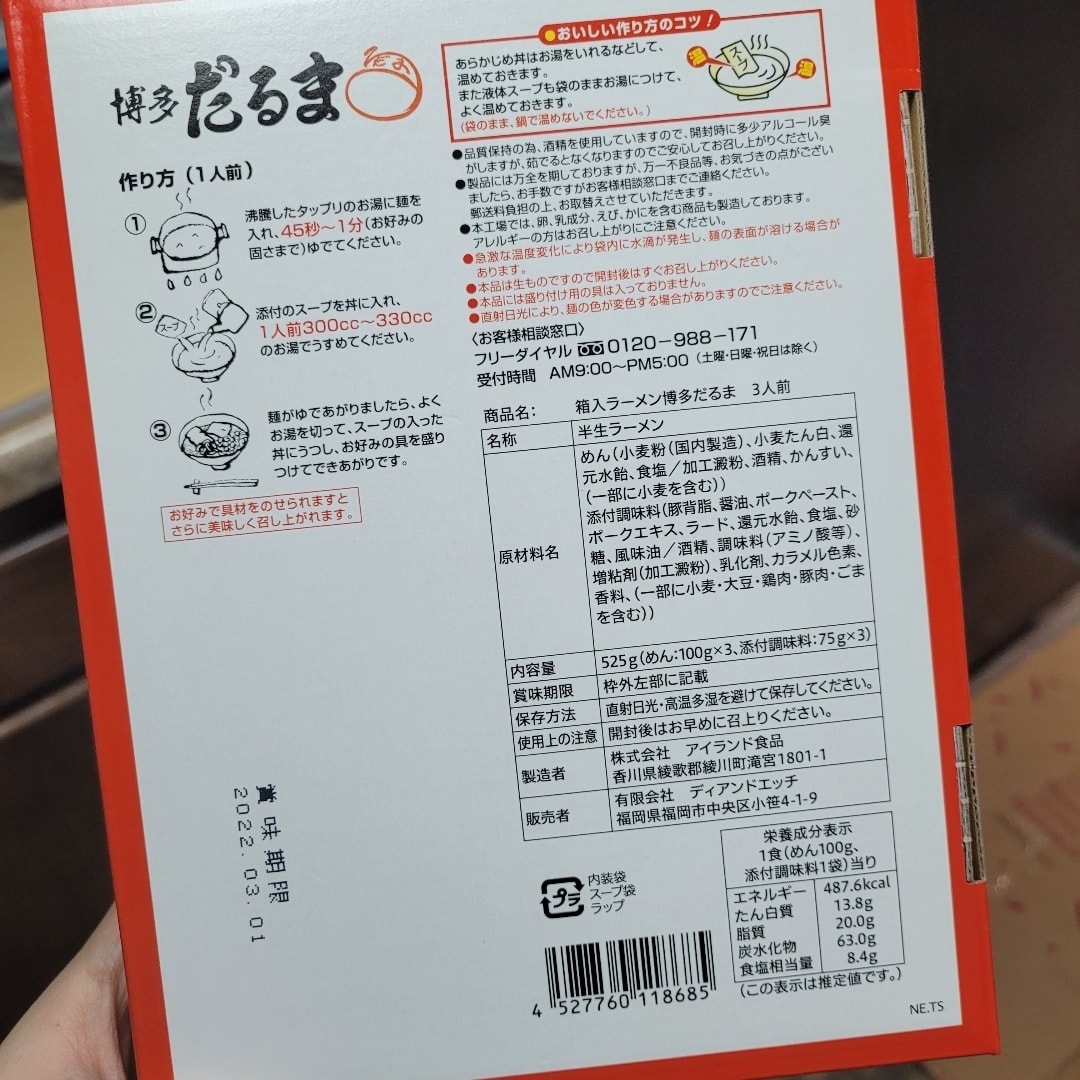 博多 だるま
だるま
作り方(1人前)
①
沸騰したタップリのお湯に麺を
入れ、45秒〜1分(お好みの
固さまで)ゆでてください。
②
スープ
添付のスープを丼に入れ、
1人前300cc〜330cc
のお湯でうすめてください。
③
麺がゆであがりましたら、よく
お湯を切って、スープの入った
丼にうつし、お好みの具を盛り
つけてできあがりです。
お好みで具材をのせられますと
さらに美味しく召し上がれます。
●おいしい作り方のコツ!
あらかじめ丼はお湯をいれるなどして、
温めておきます。
また液体スープも袋のままお湯につけて、
よく温めておきます。
(袋のまま、鍋で温めないでください。)
温
スープ
温
●品質保持の為、酒精を使用していますので、開封時に多少アルコール臭
がしますが、茹でるとなくなりますのでご安心してお召し上がりください。
●製品には万全を期しておりますが、万一不良品等、お気づきの点がござい
ましたら、お手数ですがお客様相談窓口までご連絡ください。
郵送料負担の上、お取替えさせていただきます。
●本工場では、卵、乳成分、えび、かにを含む商品も製造しております。
アレルギーの方はお召し上がりにご注意ください。
●急激な温度変化により袋内に水滴が発生し、麺の表面が溶ける場合が
あります。
●本品は生ものですので開封後はすぐお召し上がりください。
●本品には盛り付け用の具は入っておりません。
●直射日光により、麺の色が変色する場合がありますのでご注意ください。
〈お客様相談窓口〉
フリーダイヤル 0120-988-171
受付時間 AM9:00〜PM5:00 (土曜・日曜・祝日は除く)
商品名: 箱入ラーメン博多だるま 3人前
名称 半生ラーメン
原材料名
めん(小麦粉(国内製造)、小麦たん白、還
元水飴、食塩/加工澱粉、酒精、かんすい、
(一部に小麦を含む))
添付調味料(豚背脂、醤油、ポークペースト、
ポークエキス、ラード、還元水飴、食塩、砂
糖、風味油/酒精、調味料(アミノ酸等)、
増粘剤(加工澱粉)、乳化剤、カラメル色素、
香料、(一部に小麦・大豆・鶏肉・豚肉・ごま
を含む))
内容量 525g(めん:100g×3、添付調味料:75g×3)
賞味期限 枠外左部に記載
保存方法 直射日光・高温多湿を避けて保存してください。
使用上の注意 開封後はお早めに召上りください。
製造者 株式会社 アイランド食品
香川県綾歌郡綾川町滝宮1801-1
販売者 有限会社 ディアンドエッチ
福岡県福岡市中央区小笹4-1-9
賞味期限
2022.03.01
プラ
内装袋
スープ袋
ラップ
栄養成分表示
1食(めん100g、
添付調味料1袋)当り
エネルギー 487.6kcal
たん白質 13.8g
脂質 20.0g
炭水化物 63.0g
食塩相当量 8.4g
(この表示は推定値です。)
4 527760 118685
NE.TS